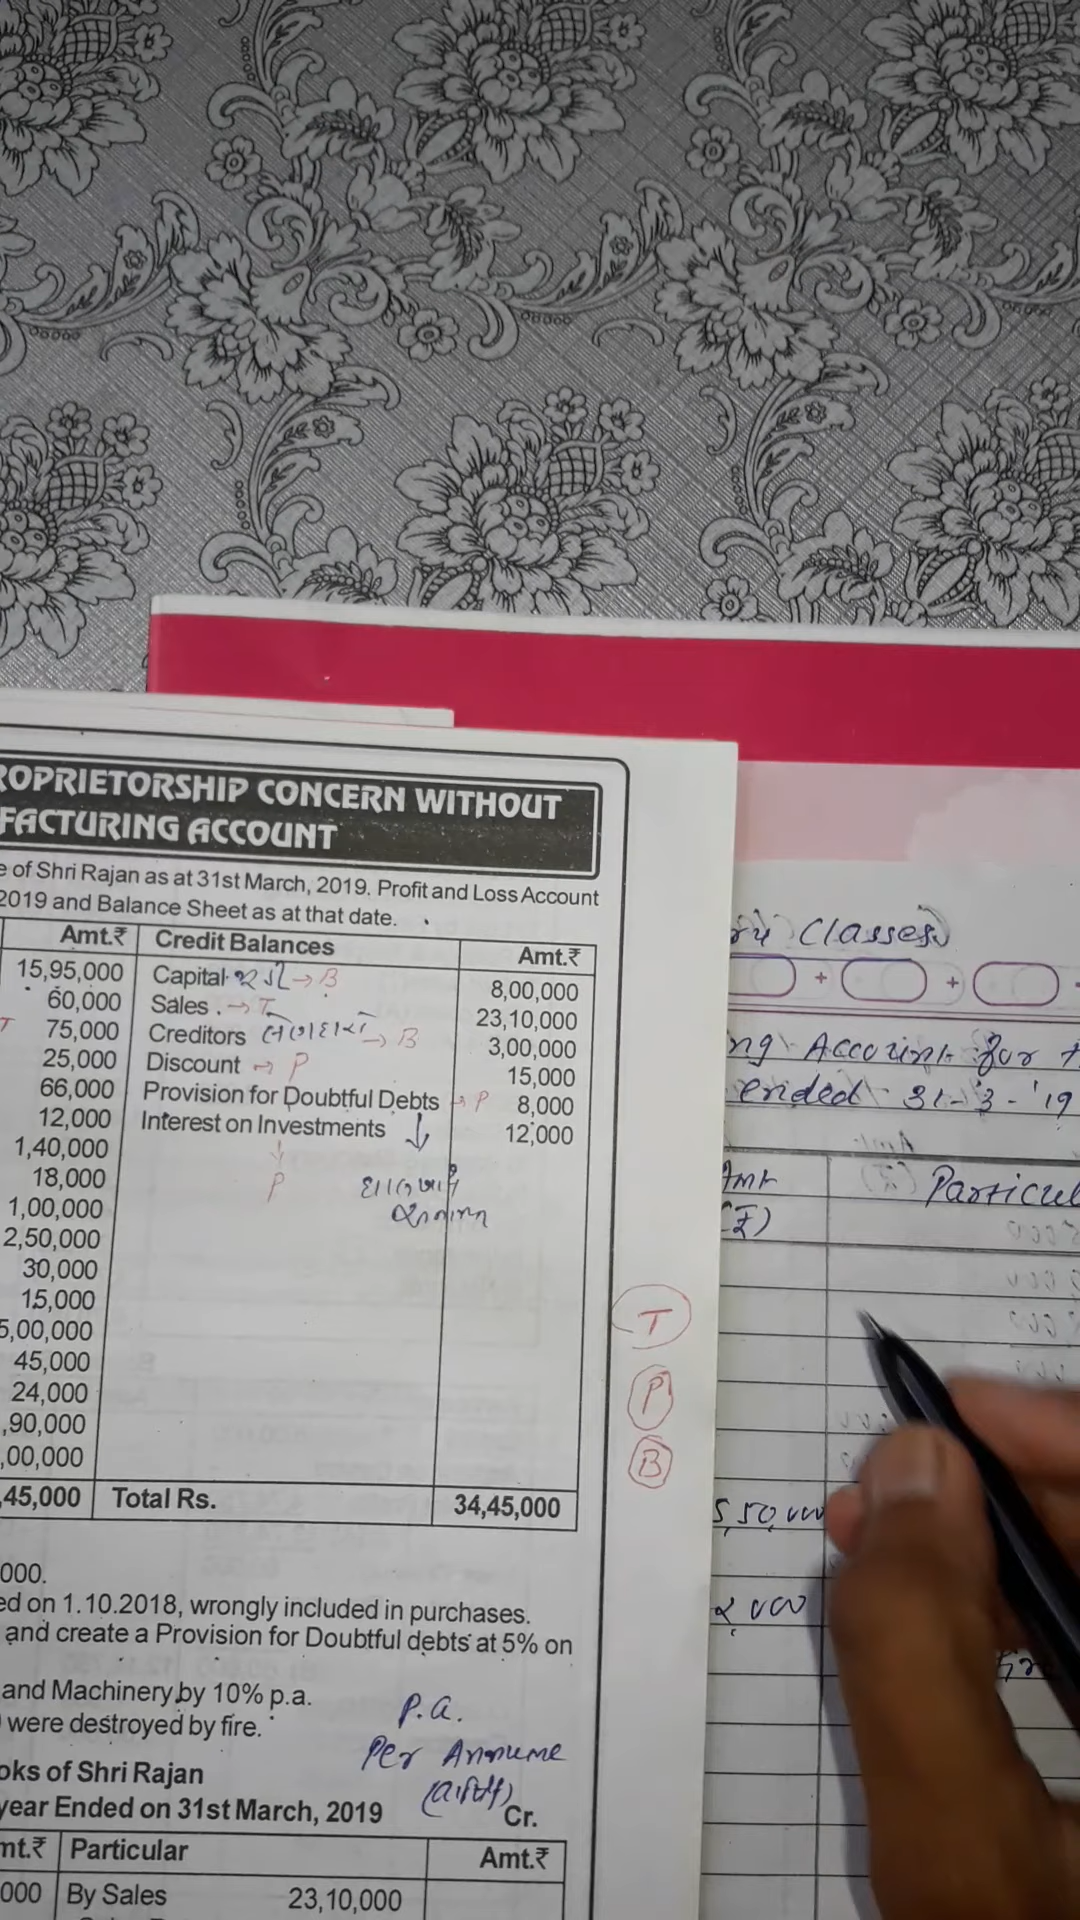 ROPRIETORSHIP CONCERN WITHOUT
FACTURING ACCOUNT
e of Shri Rajan as at 31st March, 2019. Profit and Loss Account
2019 and Balance Sheet as at that date.
Amt.₹ Credit Balances Amt.₹
15,95,000 Capital → B 8,00,000
60,000 Sales . → T 23,10,000
T 75,000 Creditors → B 3,00,000
25,000 Discount → P 15,000
66,000 Provision for Doubtful Debts → P 8,000
12,000 Interest on Investments ↓ 12,000
1,40,000
18,000 P
1,00,000
2,50,000
30,000
15,000
5,00,000
45,000
24,000
,90,000
,00,000
,45,000 Total Rs. 34,45,000
T
P
B
000.
ed on 1.10.2018, wrongly included in purchases.
and create a Provision for Doubtful debts at 5% on
and Machinery by 10% p.a.
were destroyed by fire.
P.a.
Per Annume
oks of Shri Rajan
year Ended on 31st March, 2019 Cr.
mt.₹ Particular Amt.₹
000 By Sales 23,10,000
Classes
+ +
ng Account for t
ended 31-3-'19
Amt Particul
(₹)
5,50,000